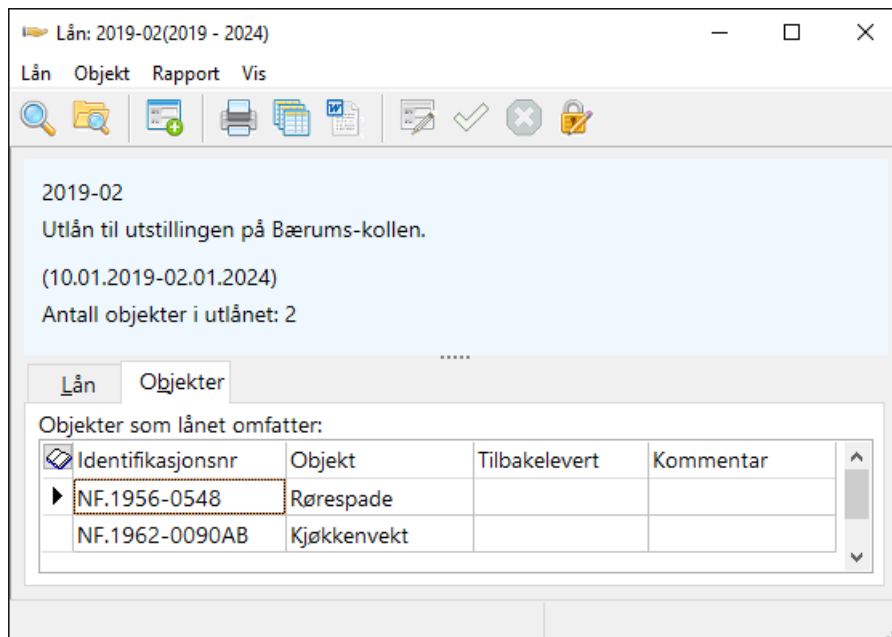 Lån: 2019-02(2019 - 2024)
Lån Objekt Rapport Vis
2019-02
Utlån til utstillingen på Bærums-kollen.
(10.01.2019-02.01.2024)
Antall objekter i utlånet: 2
Lån Objekter
Objekter som lånet omfatter:
Identifikasjonsnr Objekt Tilbakelevert Kommentar
NF.1956-0548 Rørespade
NF.1962-0090AB Kjøkkenvekt